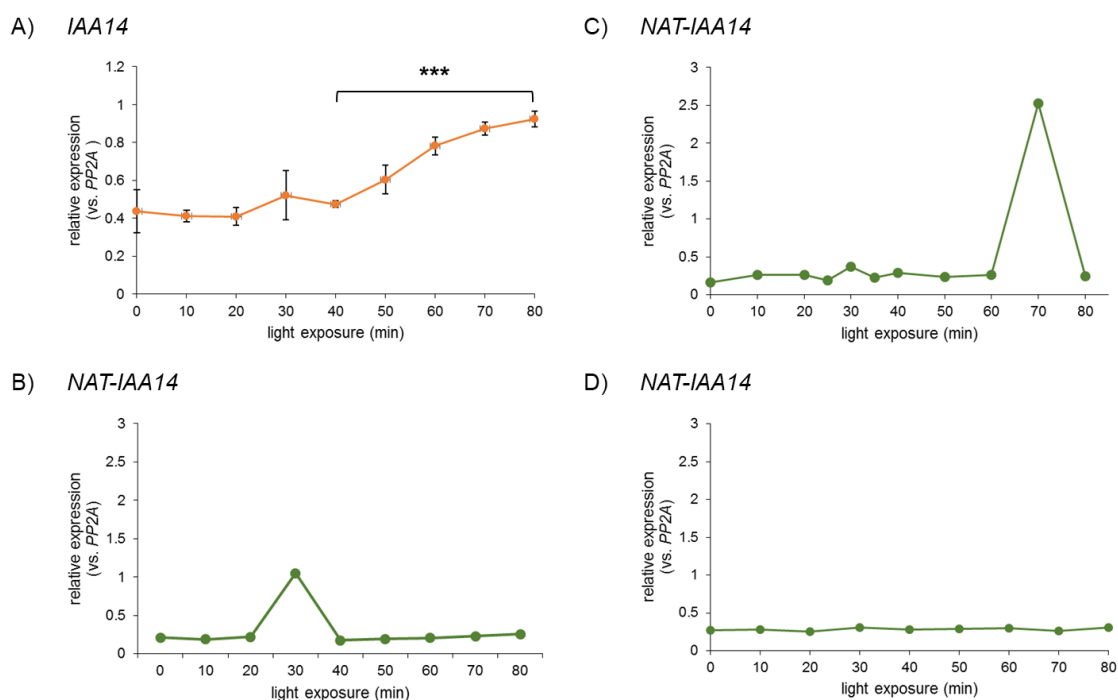 A) IAA14
1.2
1
0.8
0.6
0.4
0.2
0
relative expression
(vs. PP2A )
***
0 10 20 30 40 50 60 70 80
light exposure (min)
B) NAT-IAA14
3
2.5
2
1.5
1
0.5
0
relative expression
(vs. PP2A)
0 10 20 30 40 50 60 70 80
light exposure (min)
C) NAT-IAA14
3
2.5
2
1.5
1
0.5
0
relative expression
(vs. PP2A)
0 10 20 30 40 50 60 70 80
light exposure (min)
D) NAT-IAA14
3
2.5
2
1.5
1
0.5
0
relative expression
(vs. PP2A)
0 10 20 30 40 50 60 70 80
light exposure (min)